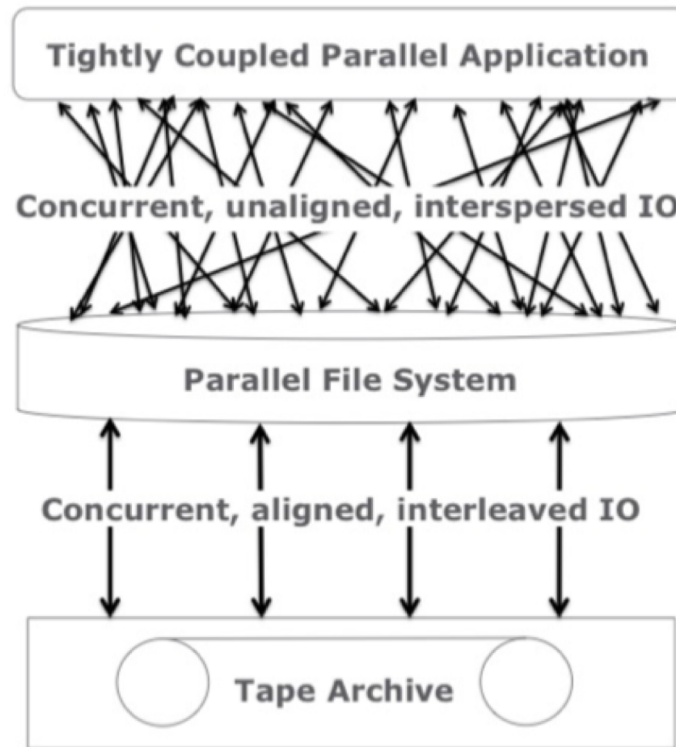 Tightly Coupled Parallel Application
Concurrent, unaligned, interspersed IO
Parallel File System
Concurrent, aligned, interleaved IO
Tape Archive